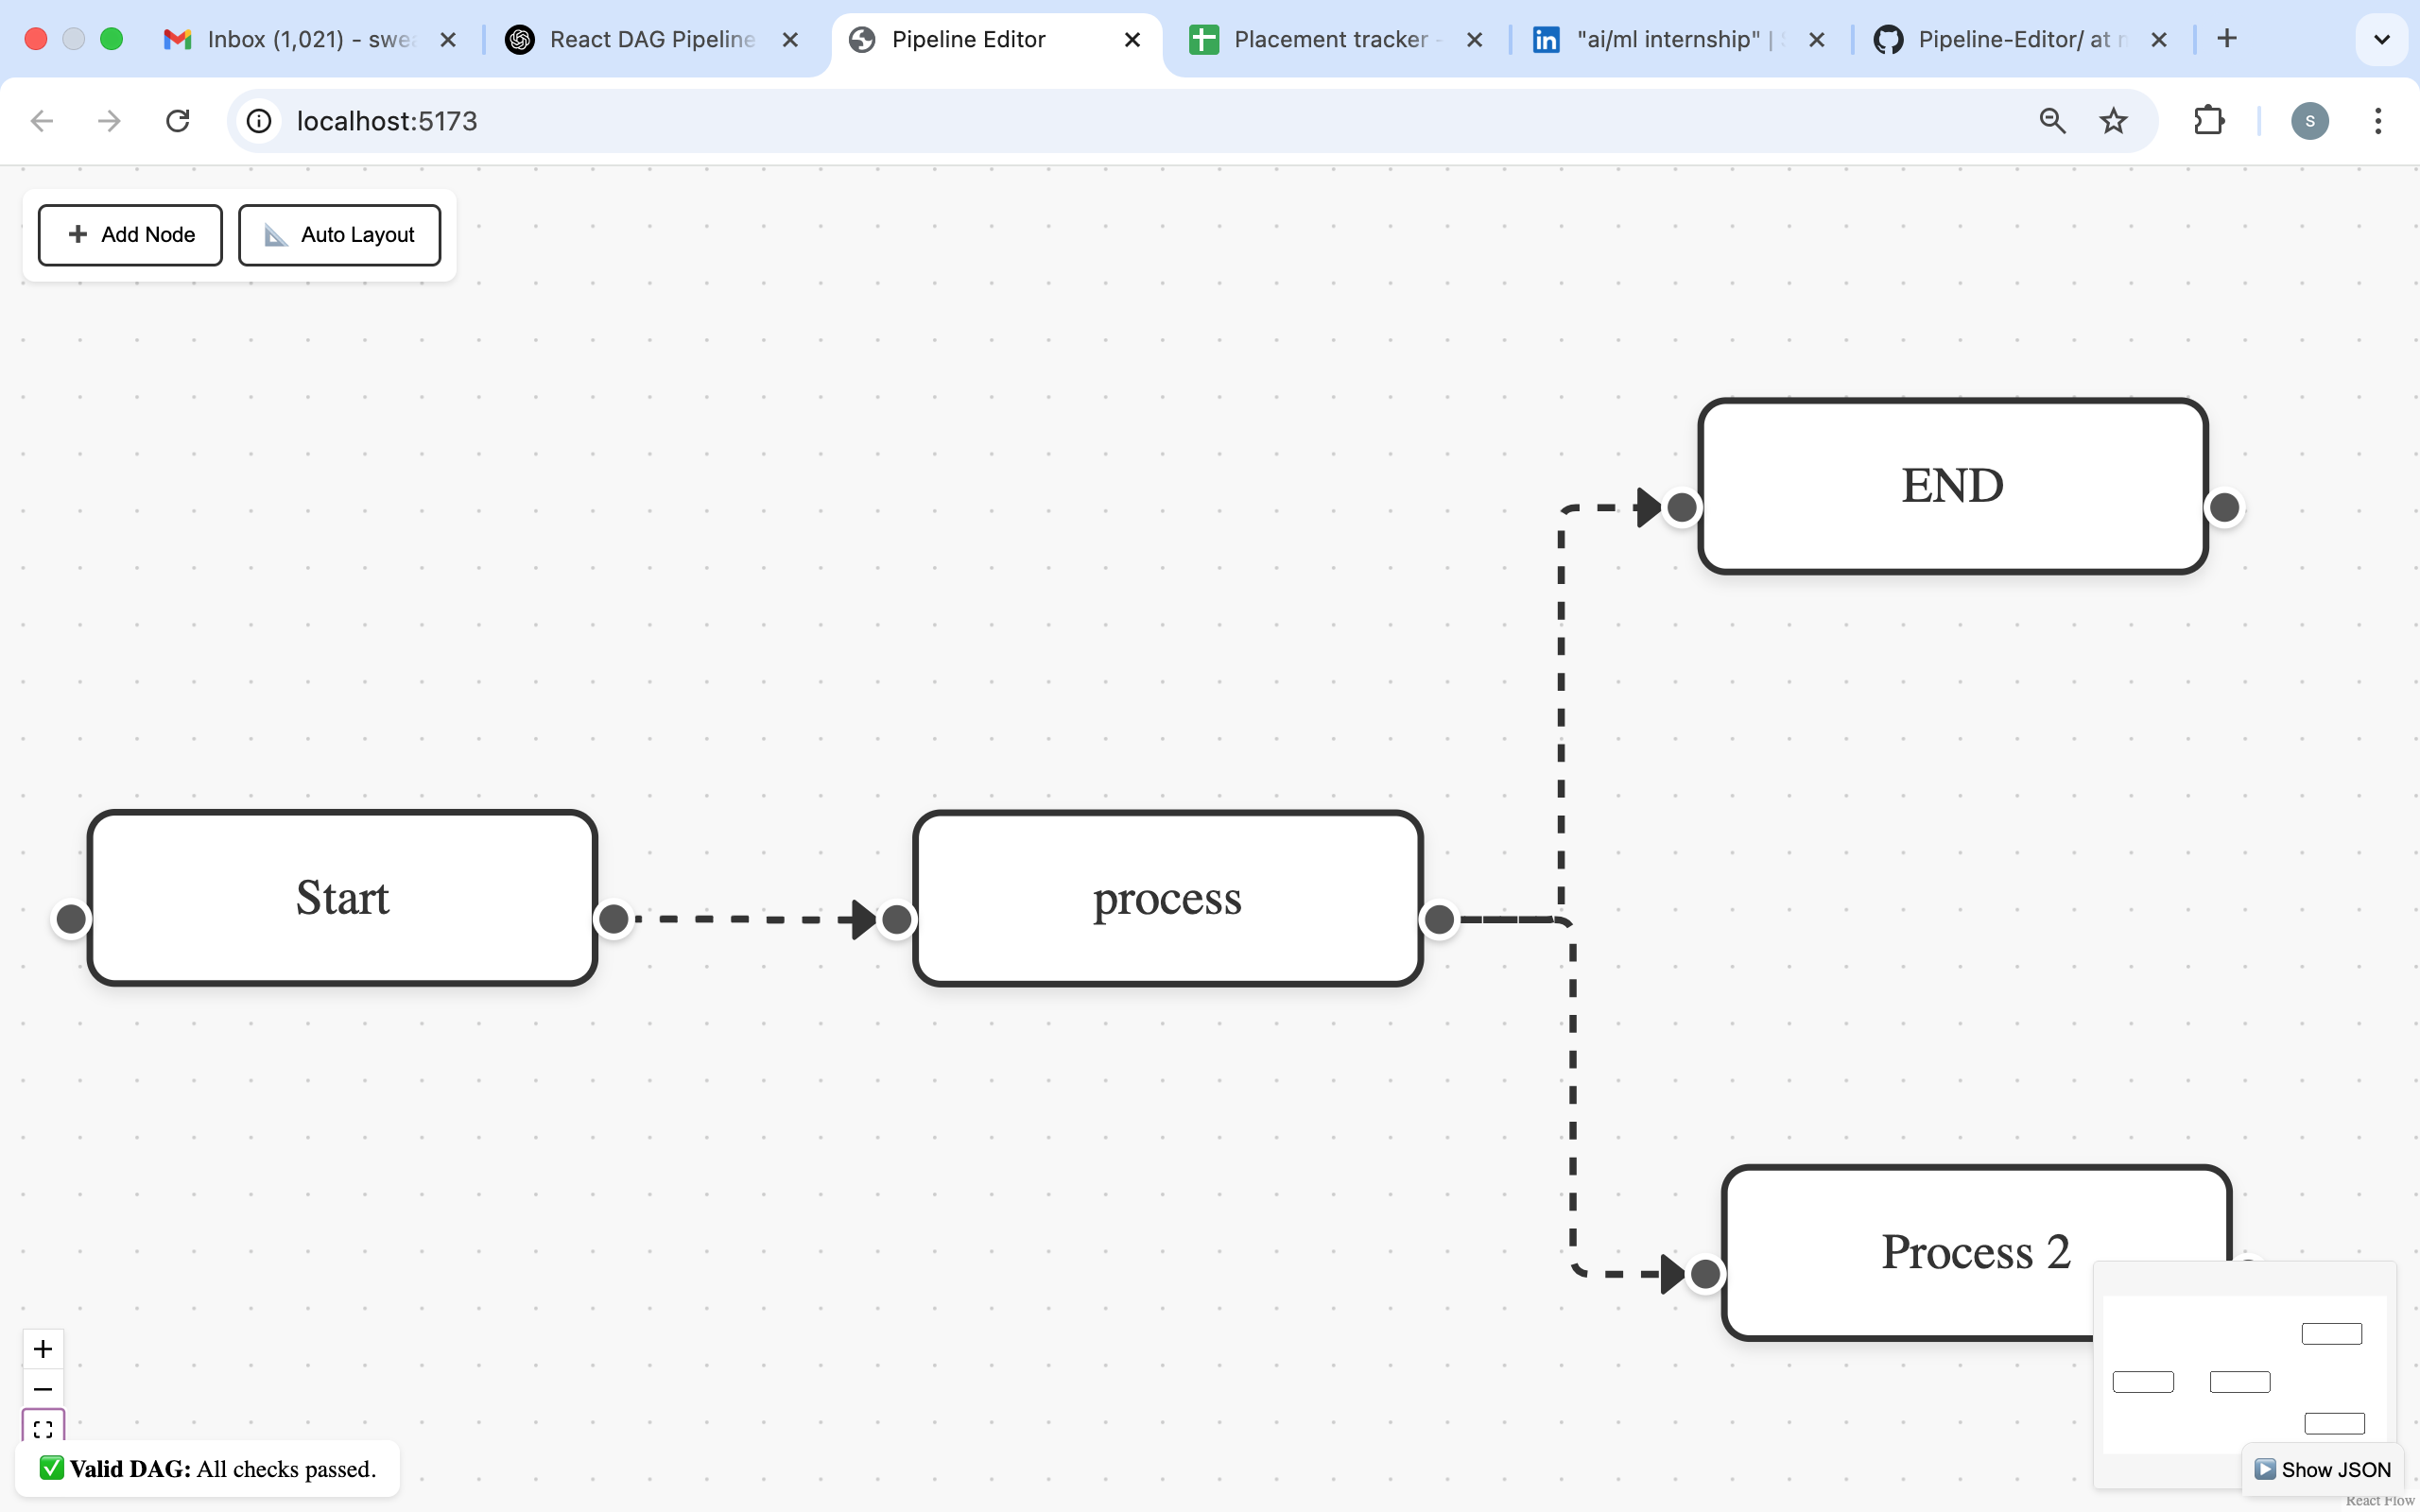 Inbox (1,021) - swe
React DAG Pipeline
Pipeline Editor
Placement tracker -
"ai/ml internship" |
Pipeline-Editor/ at
localhost:5173
S
Add Node
Auto Layout
END
Start
process
Process 2
Valid DAG: All checks passed.
Show JSON
React Flow